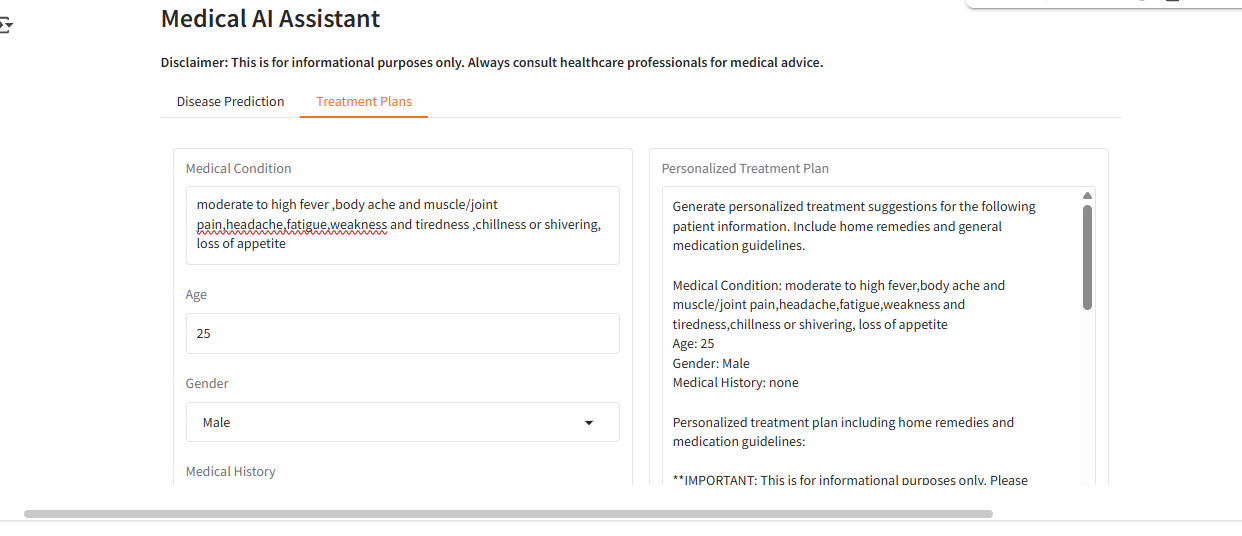 Medical AI Assistant
Disclaimer: This is for informational purposes only. Always consult healthcare professionals for medical advice.
Disease Prediction
Treatment Plans
Medical Condition
moderate to high fever ,body ache and muscle/joint
pain,headache,fatigue,weakness and tiredness ,chillness or shivering,
loss of appetite
Age
25
Gender
Male
Medical History
Personalized Treatment Plan
Generate personalized treatment suggestions for the following
patient information. Include home remedies and general
medication guidelines.
Medical Condition: moderate to high fever,body ache and
muscle/joint pain,headache,fatigue,weakness and
tiredness,chillness or shivering, loss of appetite
Age: 25
Gender: Male
Medical History: none
Personalized treatment plan including home remedies and
medication guidelines:
**IMPORTANT: This is for informational purposes only. Please